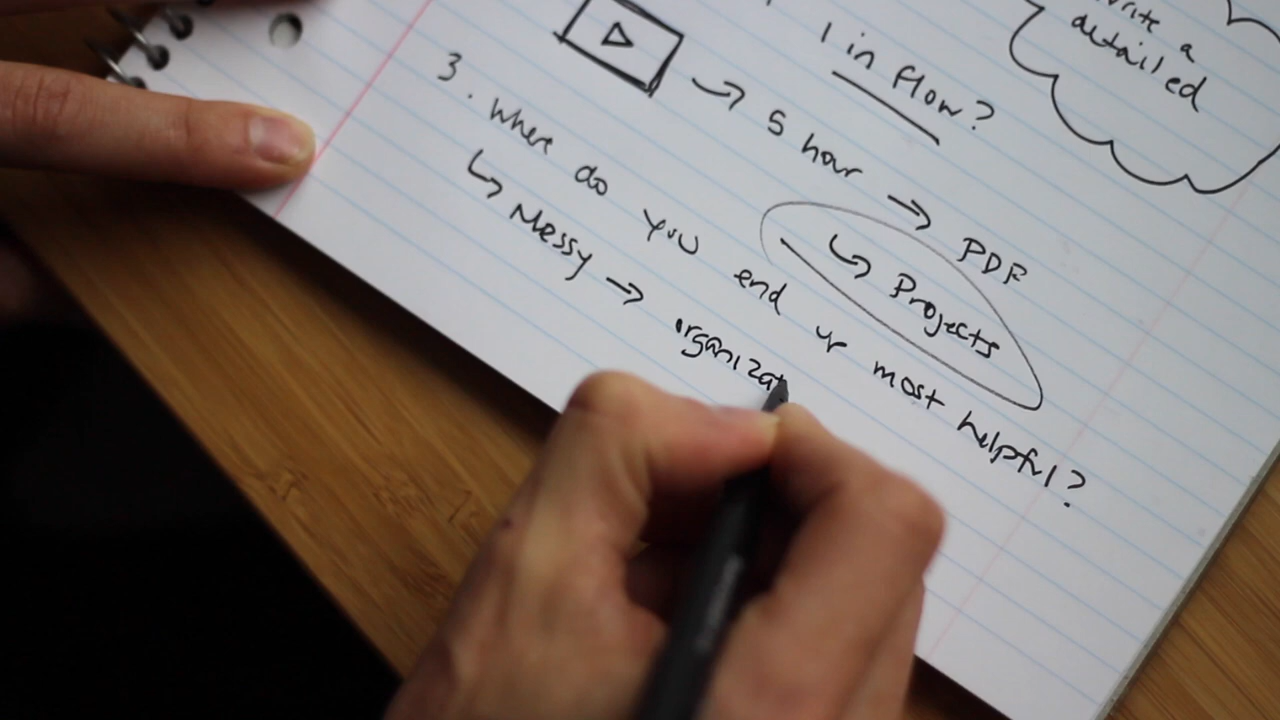 write a
detailed
1 in flow?
→ 5 hour → PDF
↳ Projects
3. Where do you end up most helpful?
↳ Messy → organizat